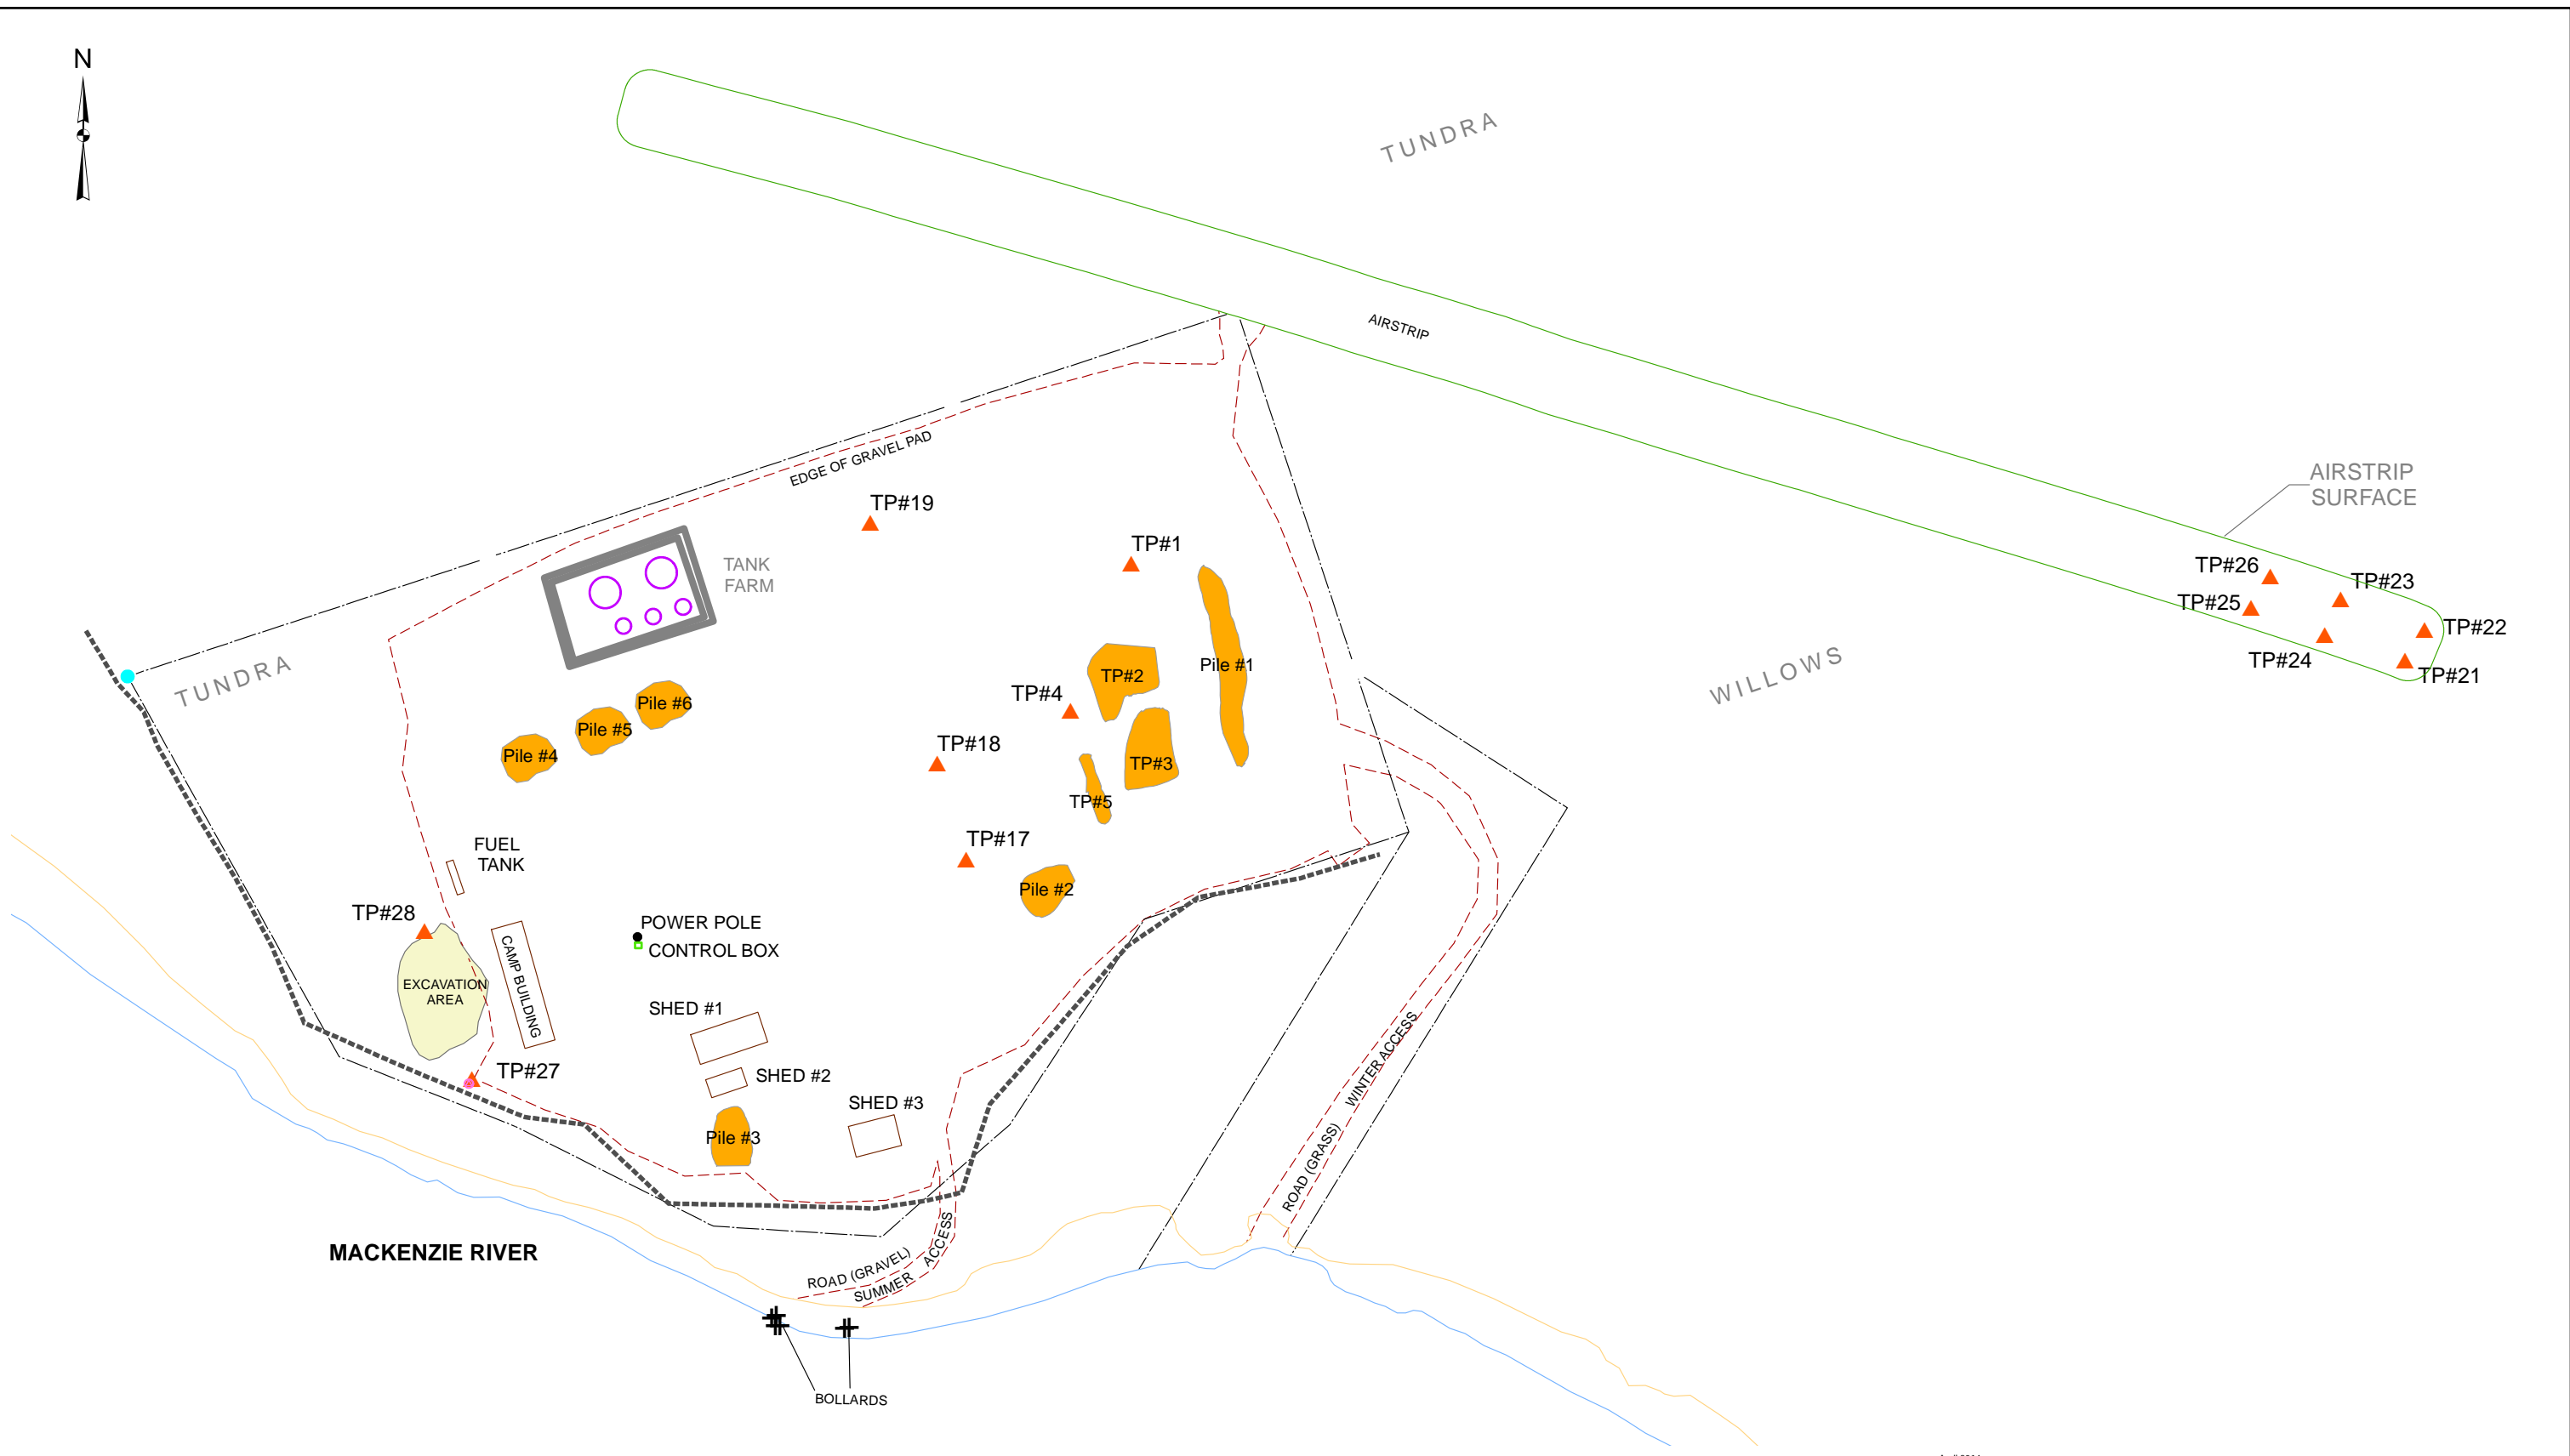 N
TUNDRA
AIRSTRIP
EDGE OF GRAVEL PAD
AIRSTRIP
SURFACE
TP#19
TP#1
TANK
FARM
TP#26
TP#23
TP#25
TP#22
TP#24
TP#21
TUNDRA
WILLOWS
Pile #1
TP#2
TP#4
Pile #6
Pile #5
Pile #4
TP#18
TP#3
TP#5
TP#17
FUEL
TANK
Pile #2
TP#28
POWER POLE
CONTROL BOX
CAMP BUILDING
EXCAVATION
AREA
SHED #1
TP#27
SHED #2
SHED #3
Pile #3
WINTER ACCESS
ROAD (GRASS)
MACKENZIE RIVER
ROAD (GRAVEL)
SUMMER ACCESS
BOLLARDS